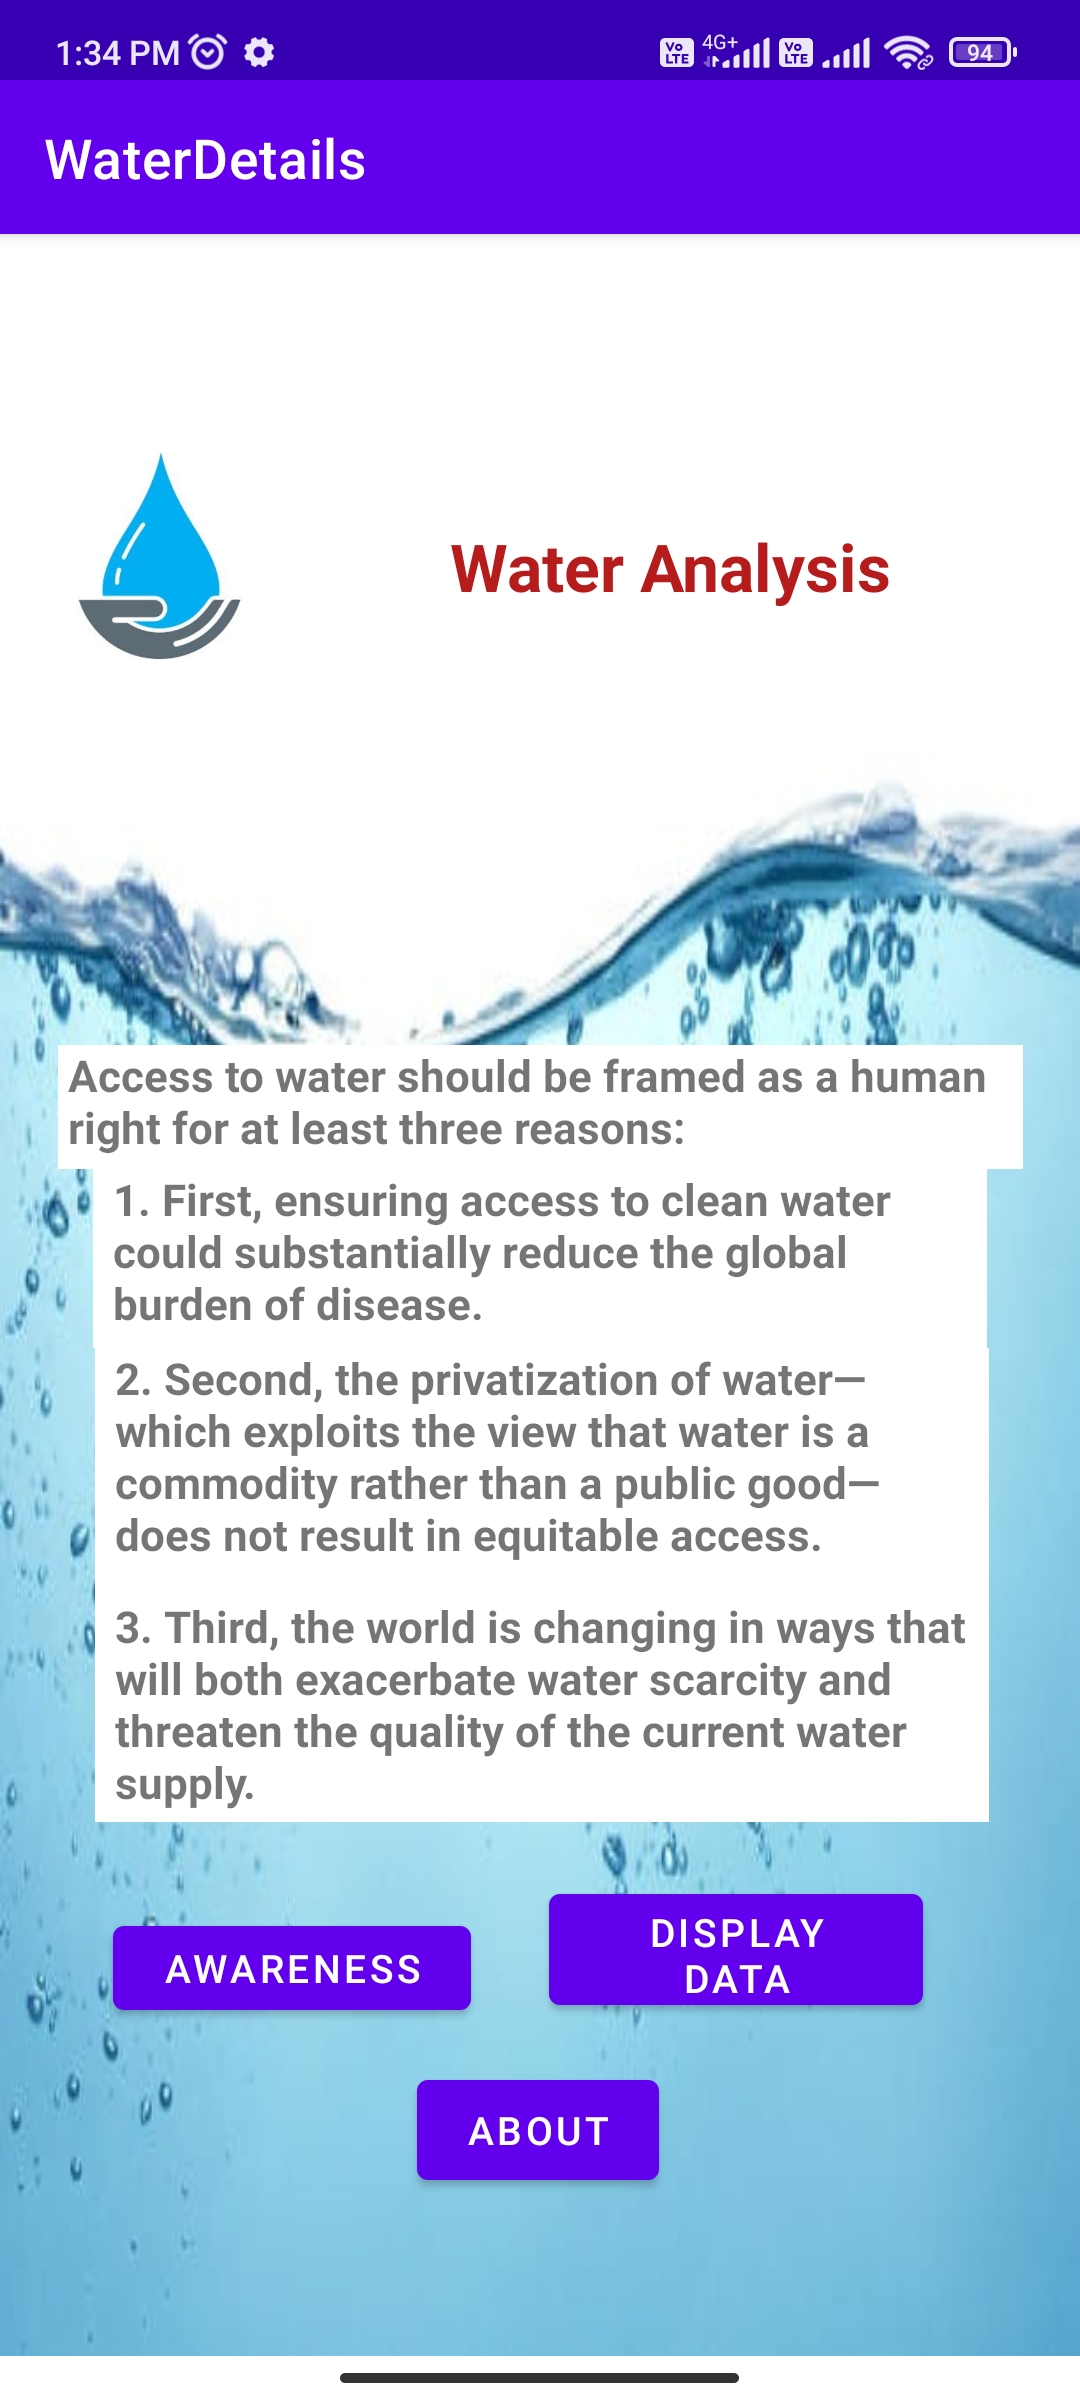 1:34 PM
Vo LTE 4G+ Vo LTE 94
WaterDetails
Water Analysis
Access to water should be framed as a human
right for at least three reasons:
1. First, ensuring access to clean water
could substantially reduce the global
burden of disease.
2. Second, the privatization of water—
which exploits the view that water is a
commodity rather than a public good—
does not result in equitable access.
3. Third, the world is changing in ways that
will both exacerbate water scarcity and
threaten the quality of the current water
supply.
AWARENESS
DISPLAY
DATA
ABOUT